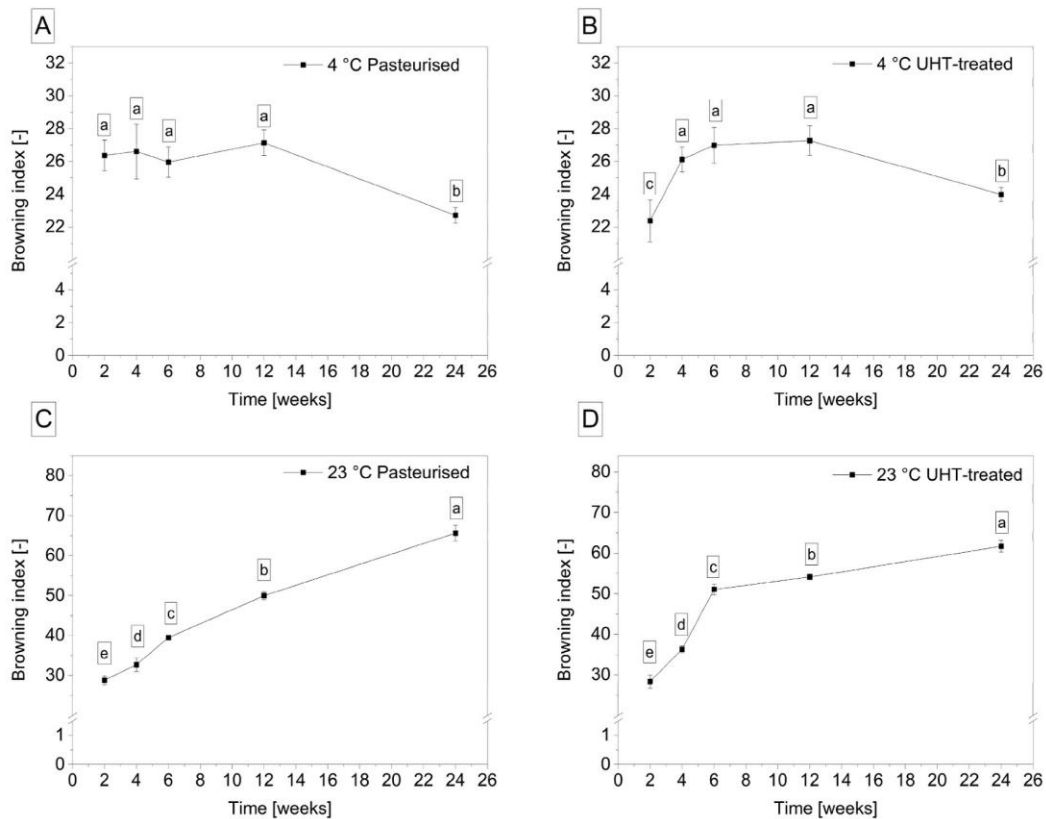 A
4 °C Pasteurised
Browning index [-]
32
30
28
26
24
22
4
2
0
a
a
a
a
b
0 2 4 6 8 10 12 14 16 18 20 22 24 26
Time [weeks]
B
4 °C UHT-treated
Browning index [-]
32
30
28
26
24
22
4
2
0
c
a
a
a
b
0 2 4 6 8 10 12 14 16 18 20 22 24 26
Time [weeks]
C
23 °C Pasteurised
Browning index [-]
80
70
60
50
40
30
1
0
e
d
c
b
a
0 2 4 6 8 10 12 14 16 18 20 22 24 26
Time [weeks]
D
23 °C UHT-treated
Browning index [-]
80
70
60
50
40
30
1
0
e
d
c
b
a
0 2 4 6 8 10 12 14 16 18 20 22 24 26
Time [weeks]